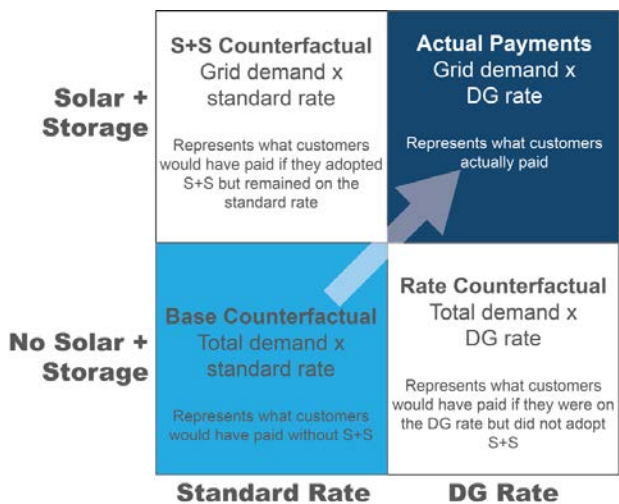 Solar +
Storage
S+S Counterfactual
Grid demand x
standard rate
Represents what customers
would have paid if they adopted
S+S but remained on the
standard rate
Actual Payments
Grid demand x
DG rate
Represents what customers
actually paid
No Solar +
Storage
Base Counterfactual
Total demand x
standard rate
Represents what customers
would have paid without S+S
Rate Counterfactual
Total demand x
DG rate
Represents what customers
would have paid if they were on
the DG rate but did not adopt
S+S
Standard Rate
DG Rate